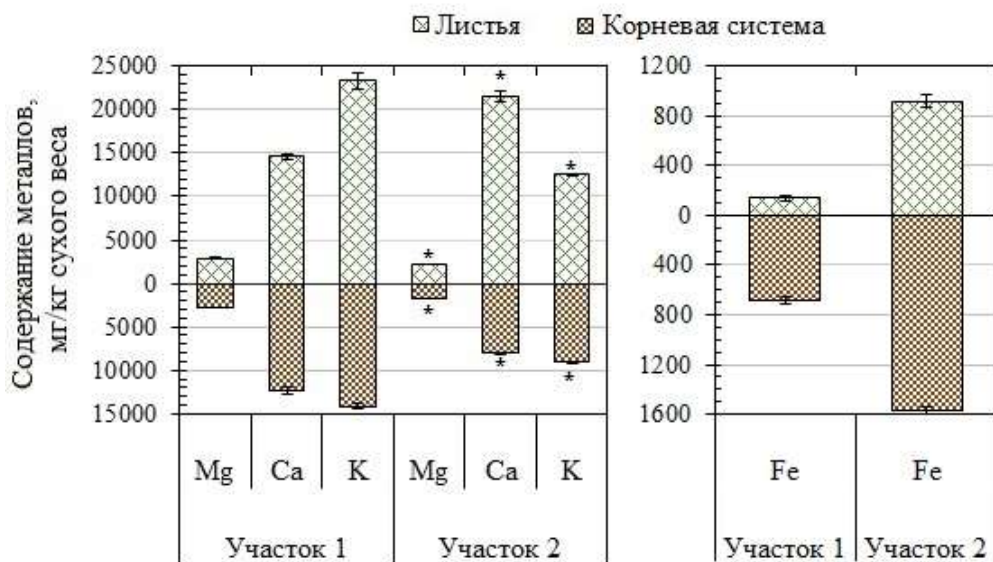 Листья Корневая система
Содержание металлов,
мг/кг сухого веса
25000
20000
15000
10000
5000
0
5000
10000
15000
* * *
* * *
Mg Ca K Mg Ca K
Участок 1 Участок 2
1200
800
400
0
400
800
1200
1600
Fe Fe
Участок 1 Участок 2